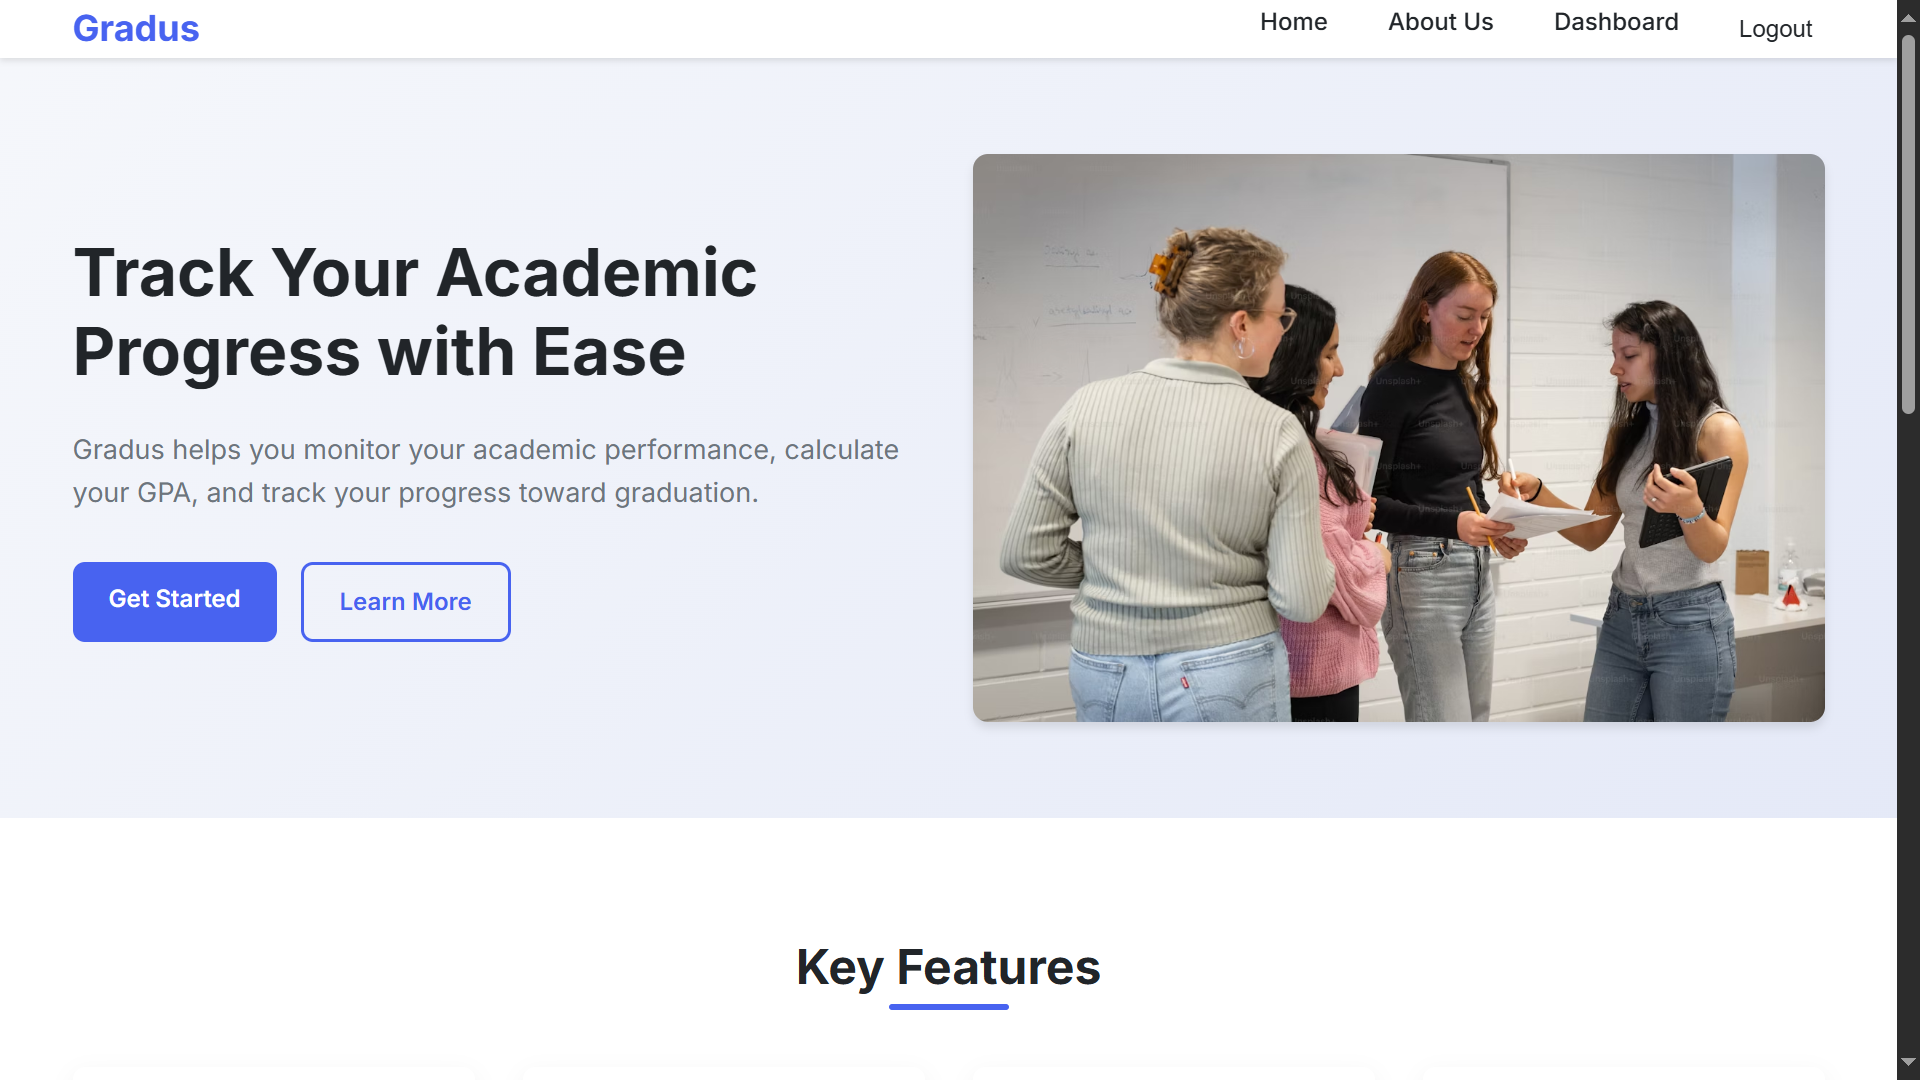 Gradus
Home
About Us
Dashboard
Logout
Track Your Academic
Progress with Ease
Gradus helps you monitor your academic performance, calculate
your GPA, and track your progress toward graduation.
Get Started
Learn More
Key Features